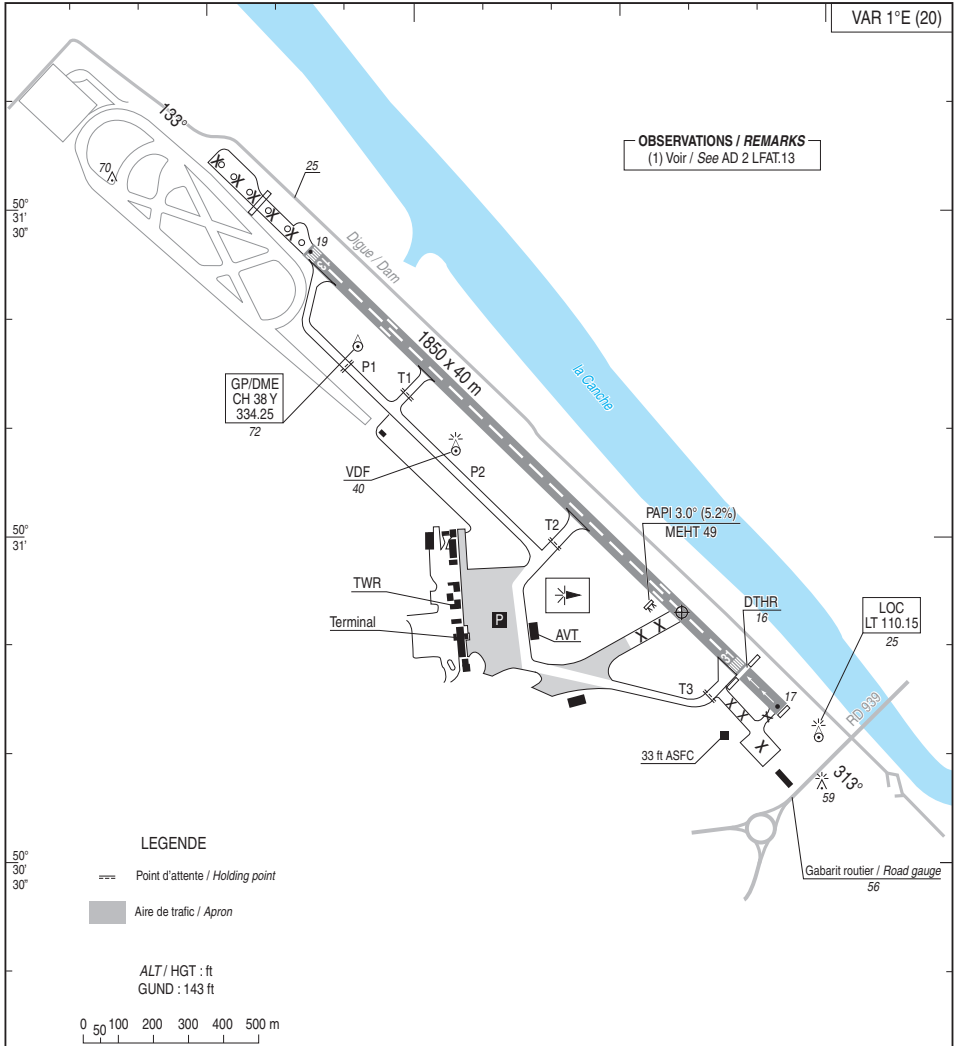 VAR 1°E (20)
133°
OBSERVATIONS / REMARKS
(1) Voir / See AD 2 LFAT.13
70
25
50°
31'
30"
19
13
Digue / Dam
1850 x 40 m
la Canche
P1
T1
GP/DME
CH 38 Y
334.25
72
VDF
40
P2
50°
31'
T2
PAPI 3.0° (5.2%)
MEHT 49
TWR
DTHR
16
LOC
LT 110.15
25
Terminal
P
AVT
31
T3
17
RD 939
33 ft ASFC
313°
59
LEGENDE
50°
30'
30"
Point d'attente / Holding point
Gabarit routier / Road gauge
56
Aire de trafic / Apron
ALT / HGT : ft
GUND : 143 ft
0 50 100 200 300 400 500 m